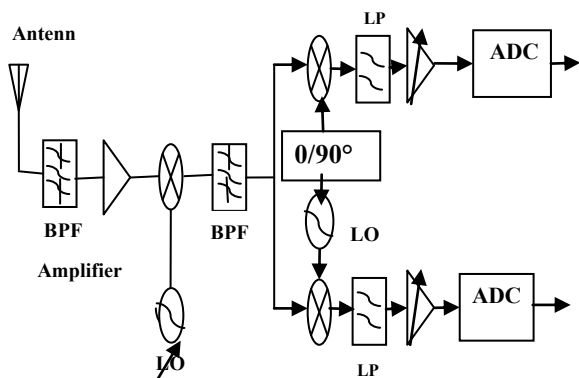 Antenn
LP
ADC
0/90°
BPF
BPF
LO
Amplifier
ADC
LO
LP